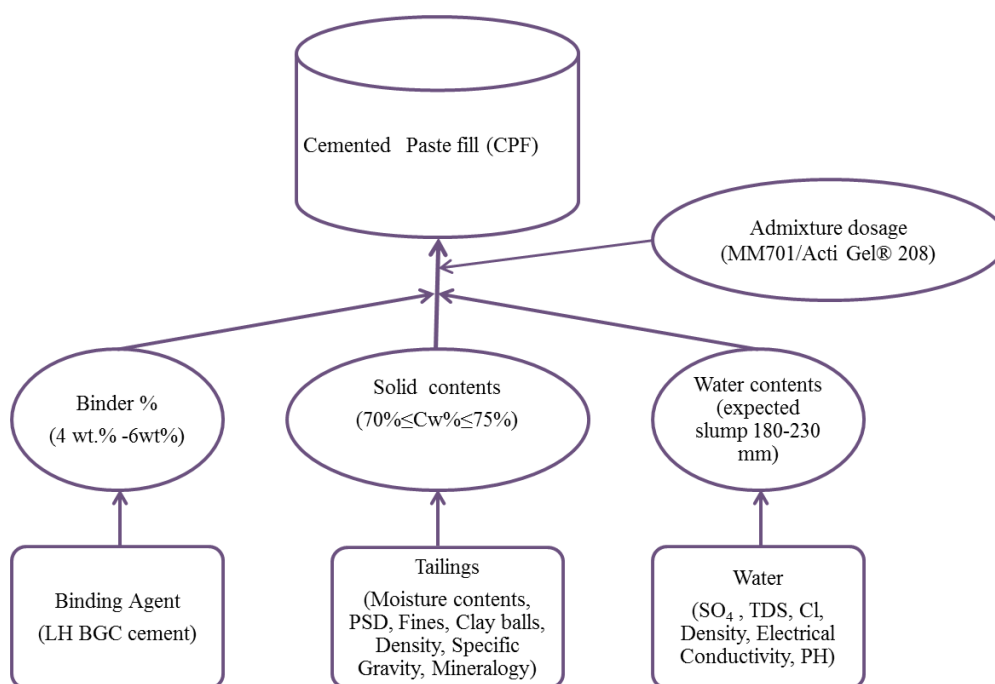 Cemented Paste fill (CPF)
Admixture dosage
(MM701/Acti Gel® 208)
Binder %
(4 wt.% -6wt%)
Solid contents
(70%≤Cw%≤75%)
Water contents
(expected
slump 180-230
mm)
Binding Agent
(LH BGC cement)
Tailings
(Moisture contents,
PSD, Fines, Clay balls,
Density, Specific
Gravity, Mineralogy)
Water
(SO₄ , TDS, Cl,
Density, Electrical
Conductivity, PH)